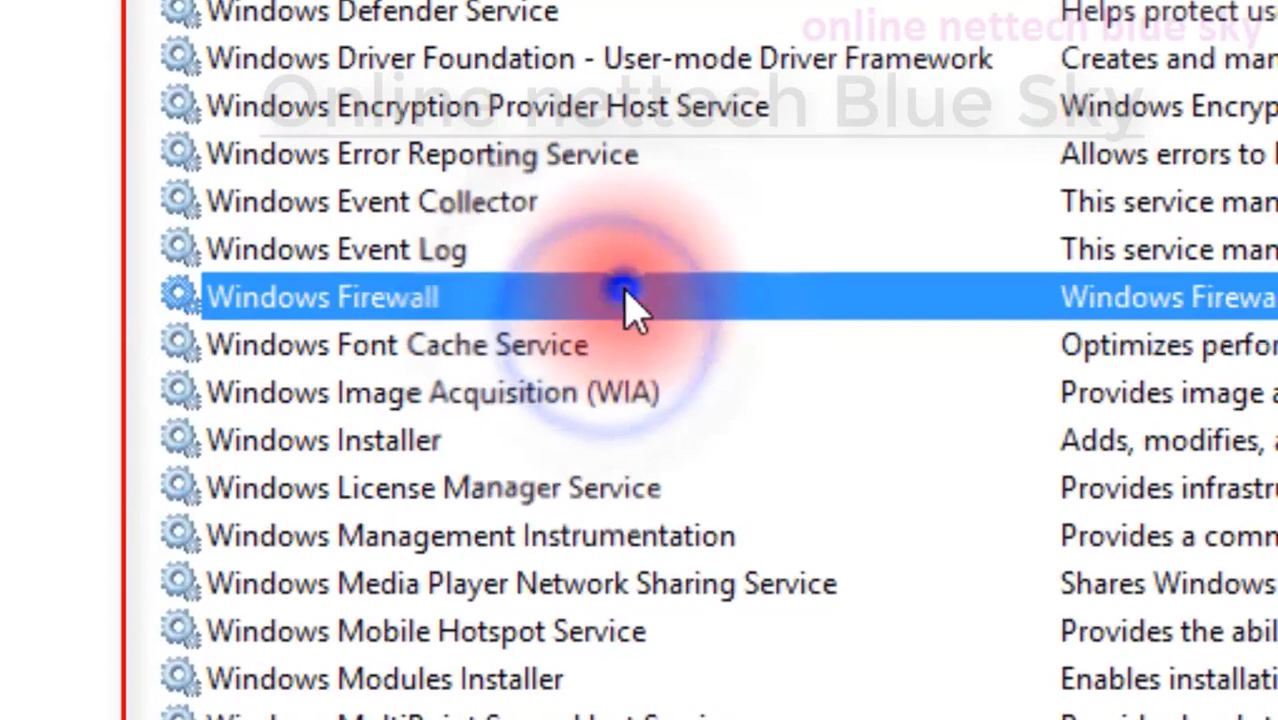 Windows Defender Service Helps protect us
online nettech blue sky
Windows Driver Foundation - User-mode Driver Framework Creates and mar
Online nettech Blue Sky
Windows Encryption Provider Host Service Windows Encryp
Windows Error Reporting Service Allows errors to
Windows Event Collector This service man
Windows Event Log This service man
Windows Firewall Windows Firewa
Windows Font Cache Service Optimizes perfor
Windows Image Acquisition (WIA) Provides image a
Windows Installer Adds, modifies,
Windows License Manager Service Provides infrastr
Windows Management Instrumentation Provides a comm
Windows Media Player Network Sharing Service Shares Windows
Windows Mobile Hotspot Service Provides the abil
Windows Modules Installer Enables installati